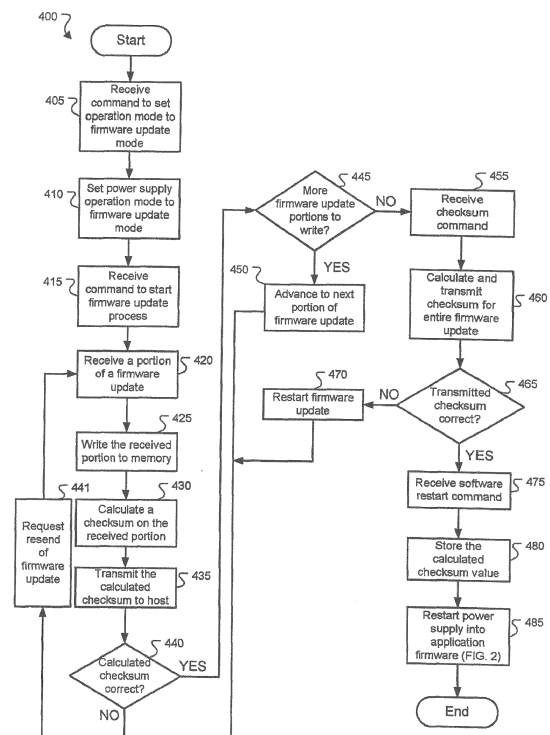 400
Start
405
Receive
command to set
operation mode to
firmware update
mode
410
Set power supply
operation mode to
firmware update
mode
415
Receive
command to start
firmware update
process
420
Receive a portion
of a firmware
update
425
Write the received
portion to memory
441
Request
resend
of
firmware
update
430
Calculate a
checksum on the
received portion
435
Transmit the
calculated
checksum to host
440
Calculated
checksum
correct?
YES
NO
445
More
firmware update
portions to
write?
NO
YES
450
Advance to next
portion of
firmware update
455
Receive
checksum
command
460
Calculate and
transmit
checksum for
entire firmware
update
465
Transmitted
checksum
correct?
NO
YES
470
Restart firmware
update
475
Receive software
restart command
480
Store the
calculated
checksum value
485
Restart power
supply into
application
firmware (FIG. 2)
End